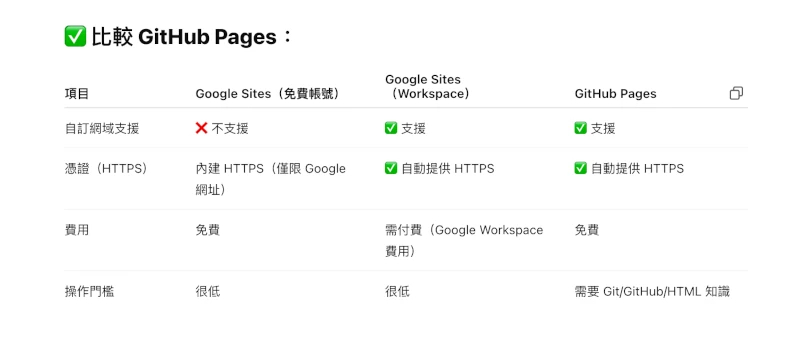 ✅ 比較 GitHub Pages：
項目 Google Sites（免費帳號） Google Sites（Workspace） GitHub Pages
自訂網域支援 ❌ 不支援 ✅ 支援 ✅ 支援
憑證（HTTPS） 內建 HTTPS（僅限 Google 網址） ✅ 自動提供 HTTPS ✅ 自動提供 HTTPS
費用 免費 需付費（Google Workspace 費用） 免費
操作門檻 很低 很低 需要 Git/GitHub/HTML 知識